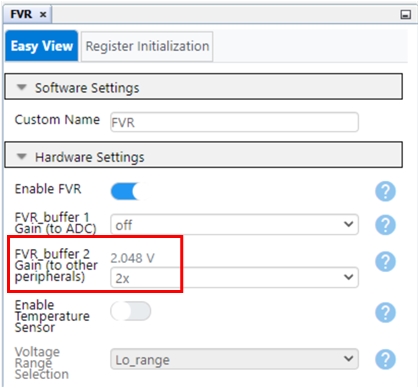 FVR ×
Easy View
Register Initialization
Software Settings
Custom Name
FVR
Hardware Settings
Enable FVR
?
FVR_buffer 1
Gain (to ADC)
off
?
FVR_buffer 2
Gain (to other
peripherals)
2.048 V
2x
?
Enable
Temperature
Sensor
?
Voltage
Range
Selection
Lo_range
?